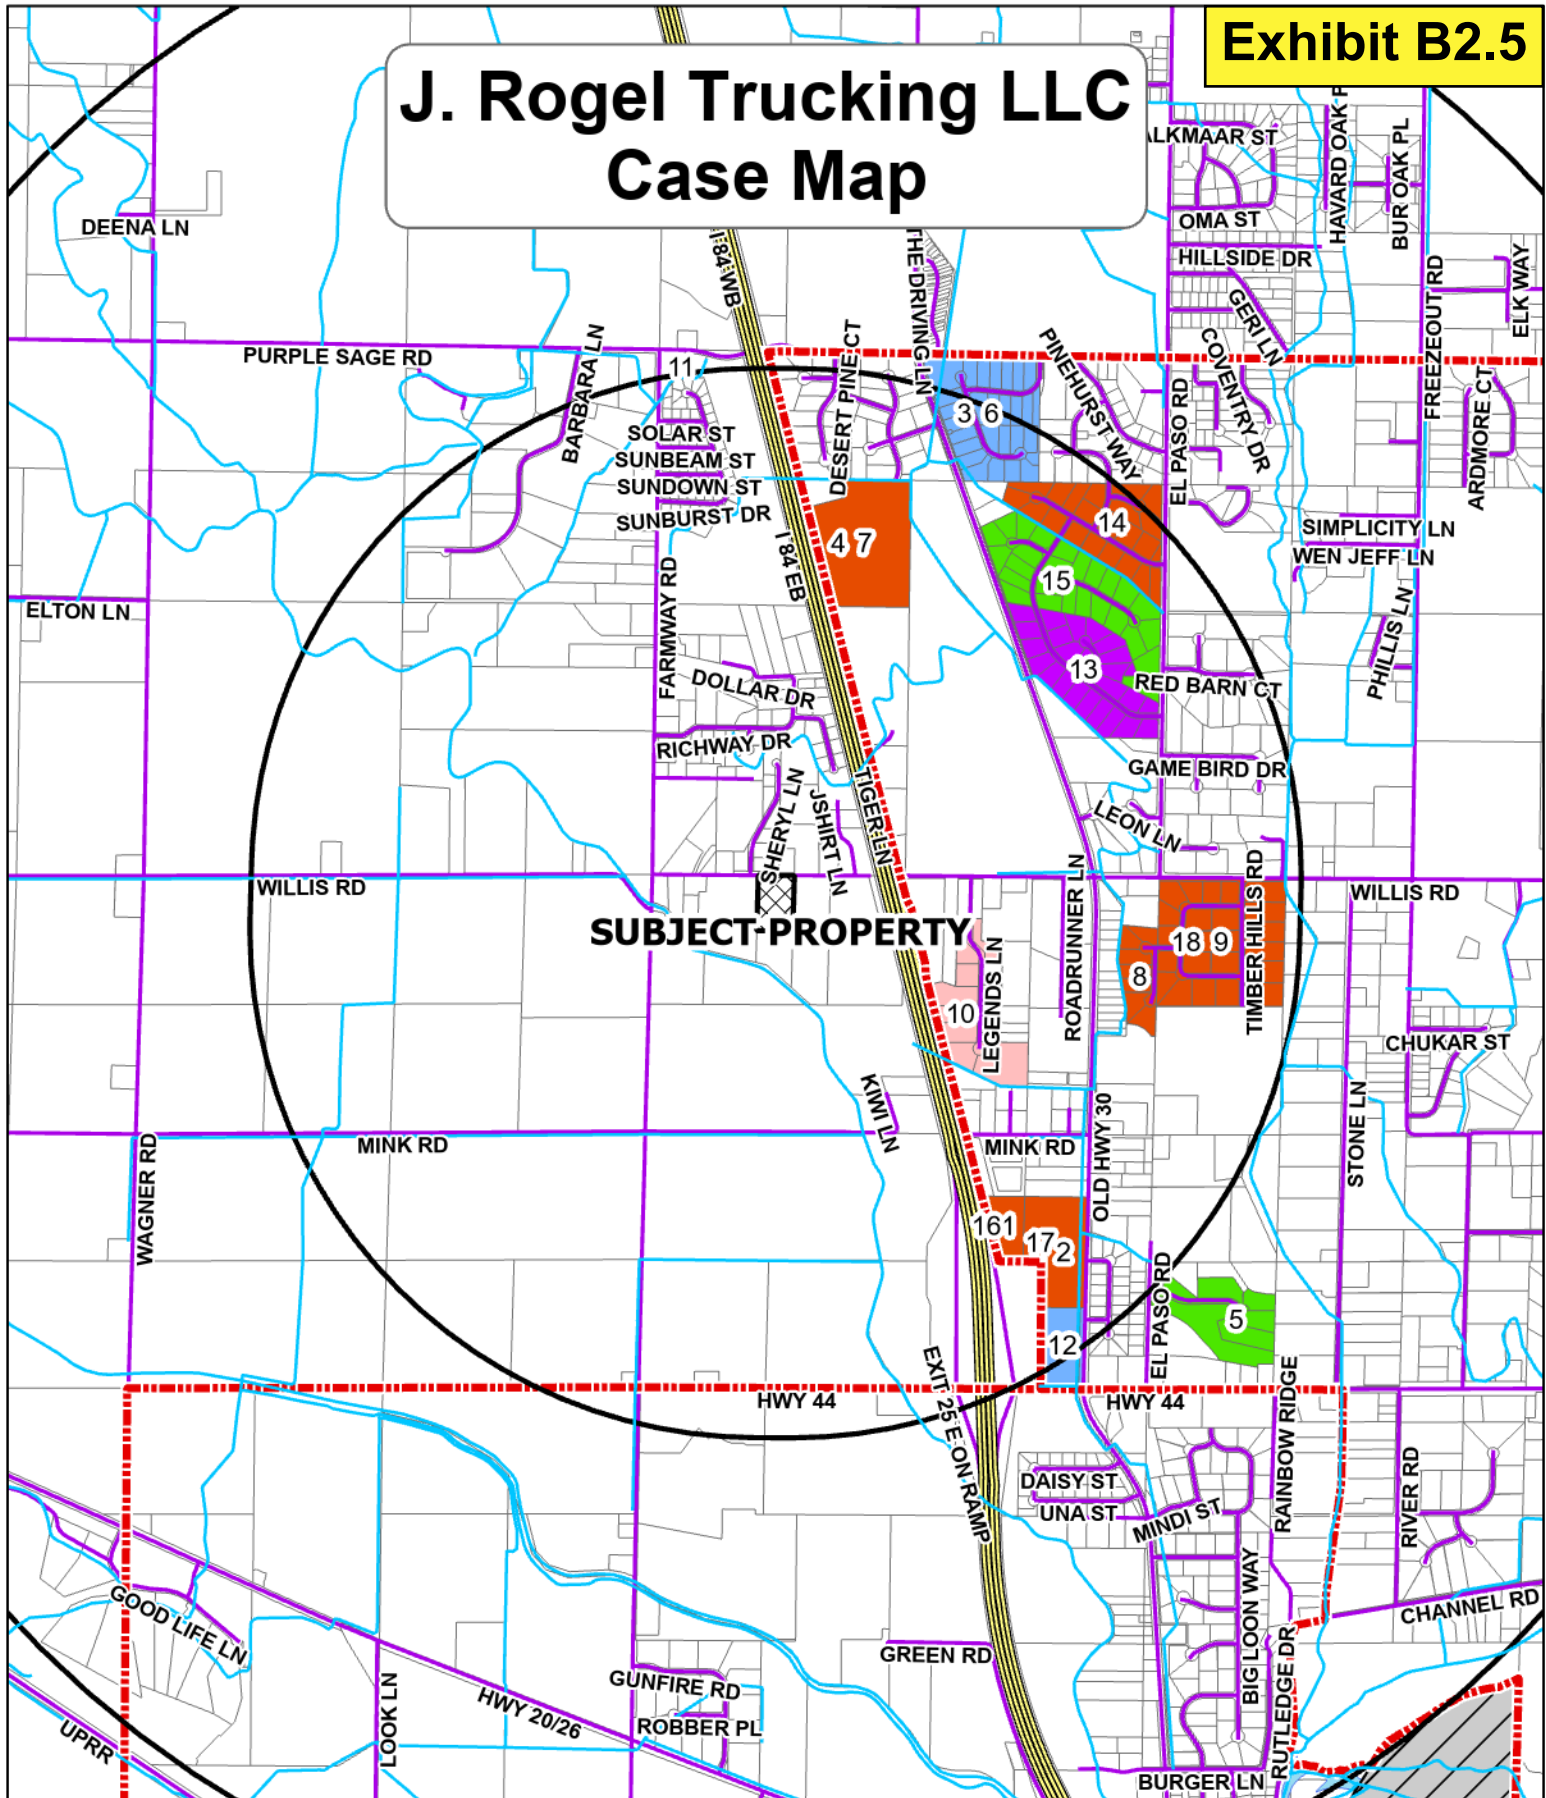 Exhibit B2.5
J. Rogel Trucking LLC
Case Map
ALKMAAR ST
HAVARD OAK P
BUR OAK PL
OMA ST
DEENA LN
HILLSIDE DR
I 84 WB
THE DRIVING LN
FREEZEOUT RD
ELK WAY
GERI LN
PURPLE SAGE RD
BARBARA LN
11
DESERT PINE CT
PINEHURST WAY
COVENTRY DR
EL PASO RD
ARDMORE CT
3 6
SOLAR ST
SUNBEAM ST
SUNDOWN ST
SUNBURST DR
4 7
14
SIMPLICITY LN
WEN JEFF LN
I 84 EB
15
ELTON LN
FARMWAY RD
PHILLIS LN
13
RED BARN CT
DOLLAR DR
RICHWAY DR
GAME BIRD DR
SHERYL LN
JSHIRT LN
TIGER EN
LEON LN
WILLIS RD
ROADRUNNER LN
TIMBER HILLS RD
WILLIS RD
SUBJECT PROPERTY
18 9
8
LEGENDS LN
10
CHUKAR ST
KIWI LN
OLD HWY 30
STONE LN
WAGNER RD
MINK RD
MINK RD
161
17
2
EL PASO RD
5
12
EXIT 25 E ON RAMP
HWY 44
HWY 44
RAINBOW RIDGE
DAISY ST
UNA ST
MINDI ST
RIVER RD
GOOD LIFE LN
BIG LOON WAY
CHANNEL RD
GREEN RD
RUTLEDGE DR
LOOK LN
GUNFIRE RD
HWY 20/26
ROBBER PL
UPRR
BURGER LN